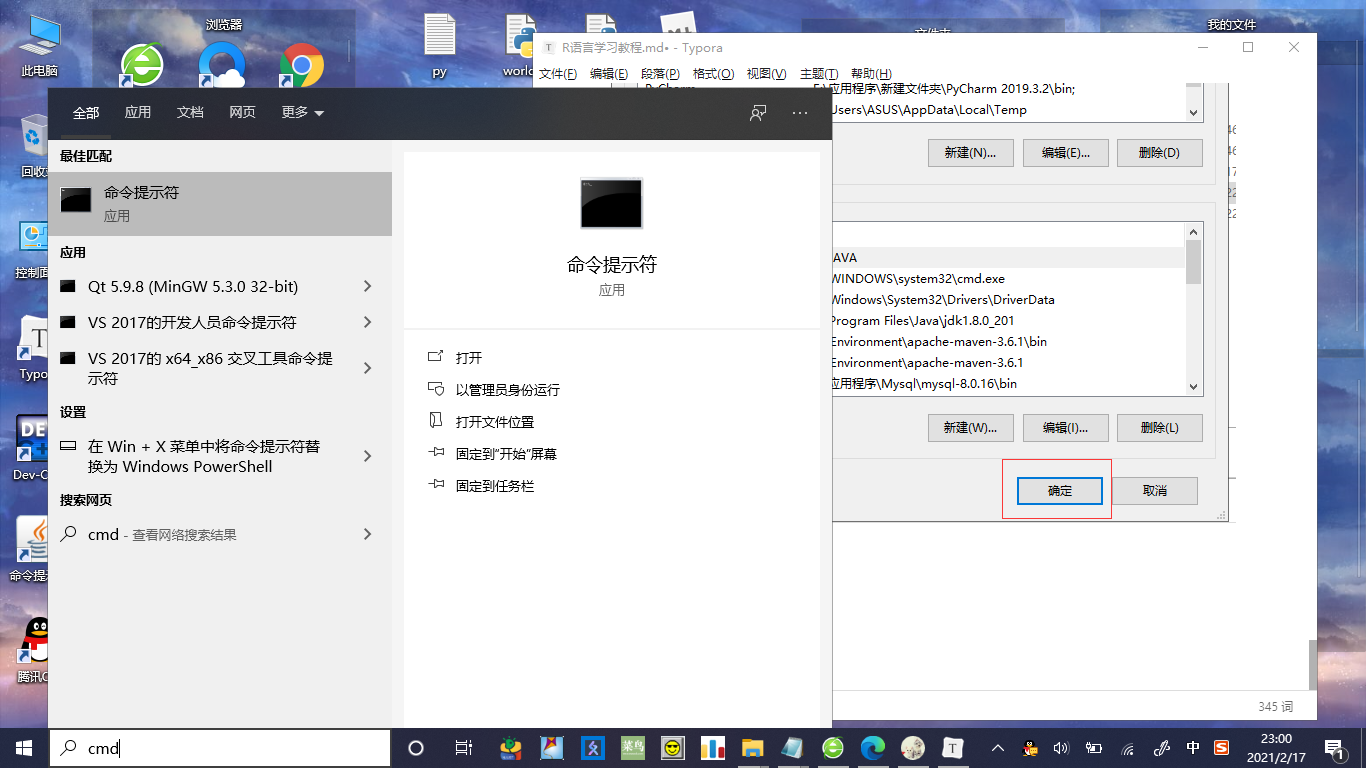 浏览器
我的文件
此电脑
py
R语言学习教程.md• - Typora
文件(F) 编辑(E) 段落(P) 格式(O) 视图(V) 主题(T) 帮助(H)
E:\应用程序\新建文件夹\PyCharm 2019.3.2\bin;
Users\ASUS\AppData\Local\Temp
新建(N)... 编辑(E)... 删除(D)
全部 应用 文档 网页 更多
最佳匹配
命令提示符
应用
应用
Qt 5.9.8 (MinGW 5.3.0 32-bit)
VS 2017的开发人员命令提示符
VS 2017的 x64_x86 交叉工具命令提
示符
设置
在 Win + X 菜单中将命令提示符替
换为 Windows PowerShell
搜索网页
cmd - 查看网络搜索结果
命令提示符
应用
打开
以管理员身份运行
打开文件位置
固定到"开始"屏幕
固定到任务栏
JAVA
WINDOWS\system32\cmd.exe
Windows\System32\Drivers\DriverData
Program Files\Java\jdk1.8.0_201
Environment\apache-maven-3.6.1\bin
Environment\apache-maven-3.6.1
应用程序\Mysql\mysql-8.0.16\bin
新建(W)... 编辑(I)... 删除(L)
确定 取消
345 词
回收
控制面
Typo
DE
Dev-C
命令提
腾讯
cmd
菜鸟
中
23:00
2021/2/17
1